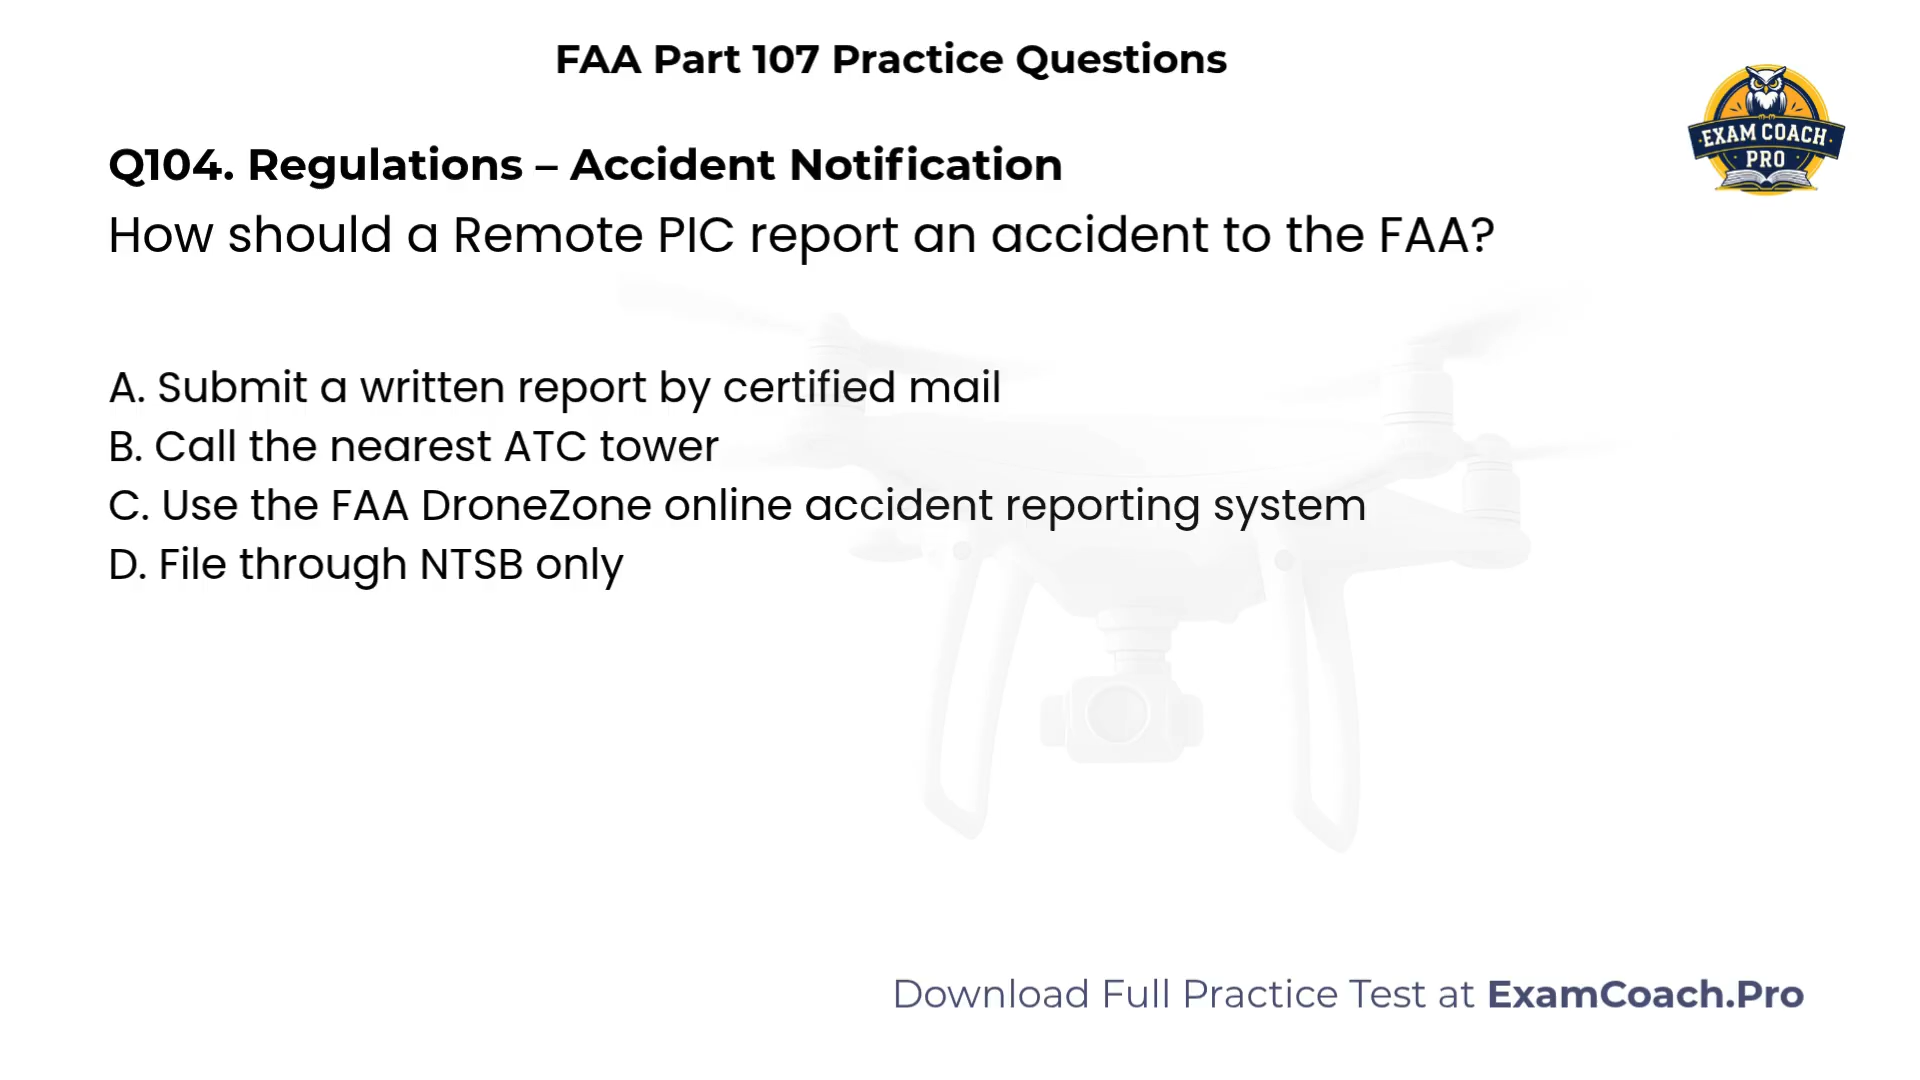 FAA Part 107 Practice Questions
EXAM COACH
PRO
Q104. Regulations – Accident Notification
How should a Remote PIC report an accident to the FAA?
A. Submit a written report by certified mail
B. Call the nearest ATC tower
C. Use the FAA DroneZone online accident reporting system
D. File through NTSB only
Download Full Practice Test at ExamCoach.Pro